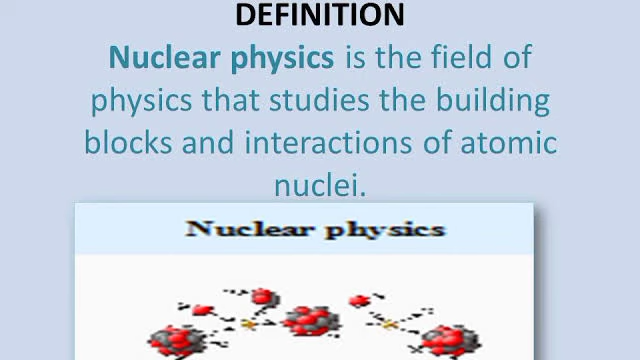 DEFINITION
Nuclear physics is the field of
physics that studies the building
blocks and interactions of atomic
nuclei.
Nuclear physics